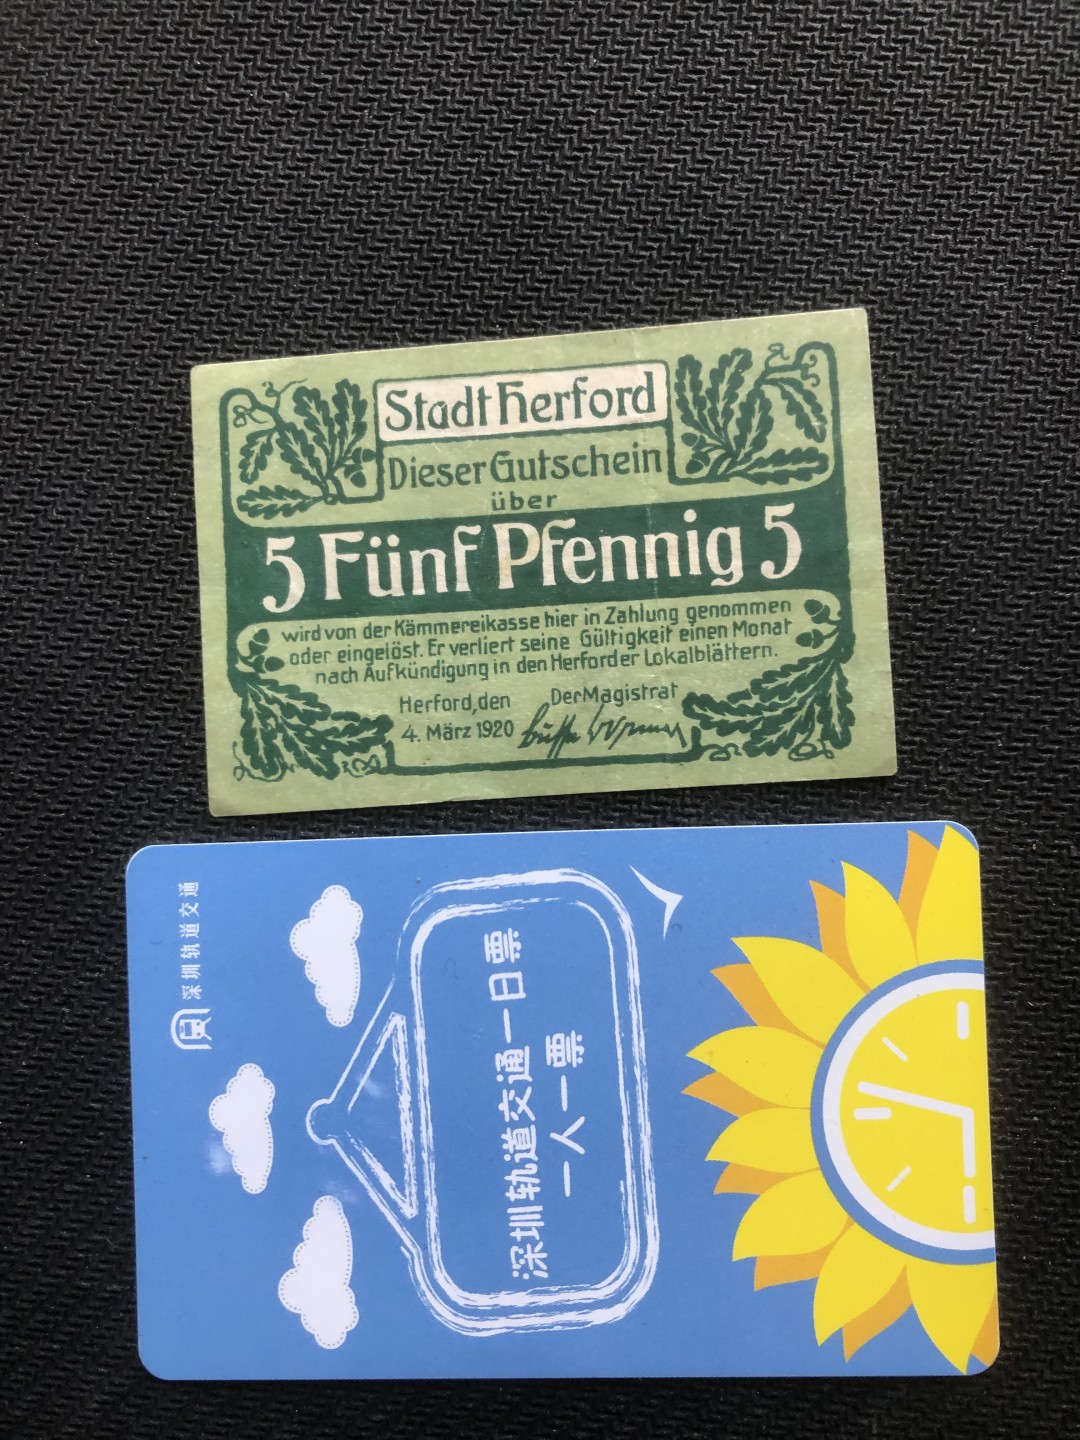 Stadt Herford
Dieser Gutschein
über
5 Fünf Pfennig 5
wird von der Kämmereikasse hier in Zahlung genommen
oder eingelöst. Er verliert seine Gültigkeit einen Monat
nach Aufkündigung in den Herforder Lokalblättern.
Herford, den
4. März 1920
Der Magistrat
深圳轨道交通
深圳轨道交通一日票
一人一票